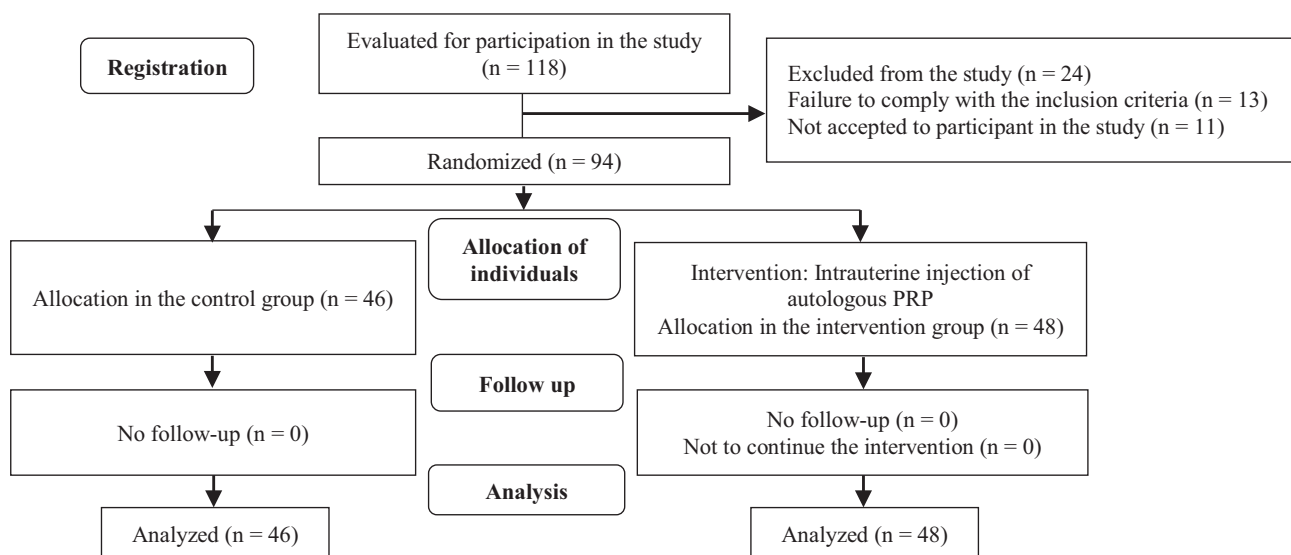 Registration
Evaluated for participation in the study
(n = 118)
Excluded from the study (n = 24)
Failure to comply with the inclusion criteria (n = 13)
Not accepted to participant in the study (n = 11)
Randomized (n = 94)
Allocation of
individuals
Allocation in the control group (n = 46)
Intervention: Intrauterine injection of
autologous PRP
Allocation in the intervention group (n = 48)
Follow up
No follow-up (n = 0)
No follow-up (n = 0)
Not to continue the intervention (n = 0)
Analysis
Analyzed (n = 46)
Analyzed (n = 48)